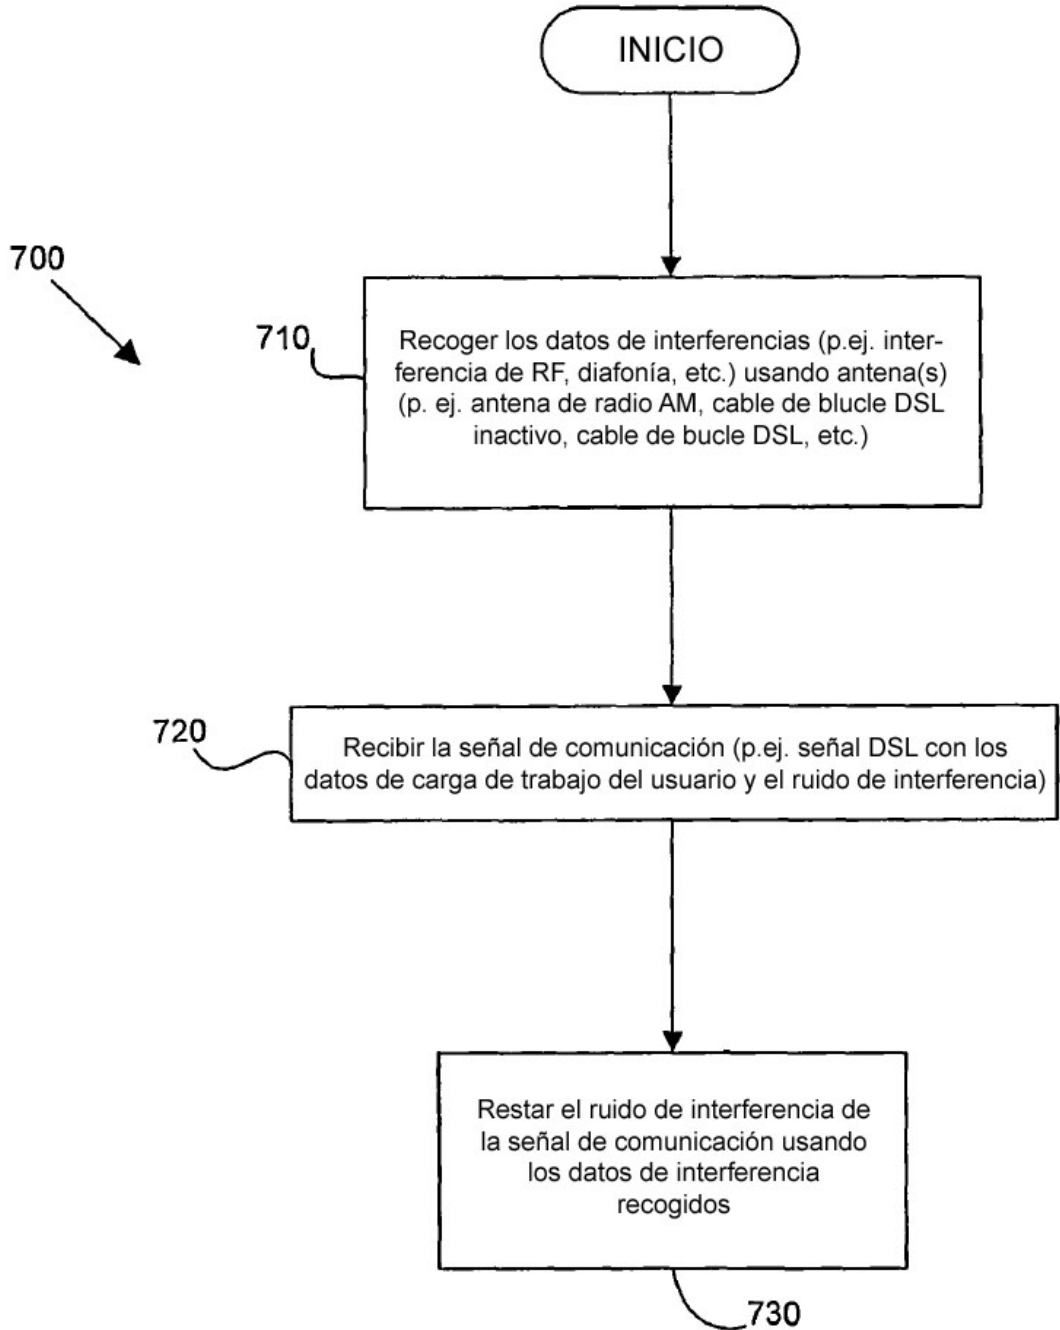 INICIO
700
710
Recoger los datos de interferencias (p.ej. inter-
ferencia de RF, diafonía, etc.) usando antena(s)
(p. ej. antena de radio AM, cable de blucle DSL
inactivo, cable de bucle DSL, etc.)
720
Recibir la señal de comunicación (p.ej. señal DSL con los
datos de carga de trabajo del usuario y el ruido de interferencia)
Restar el ruido de interferencia de
la señal de comunicación usando
los datos de interferencia
recogidos
730